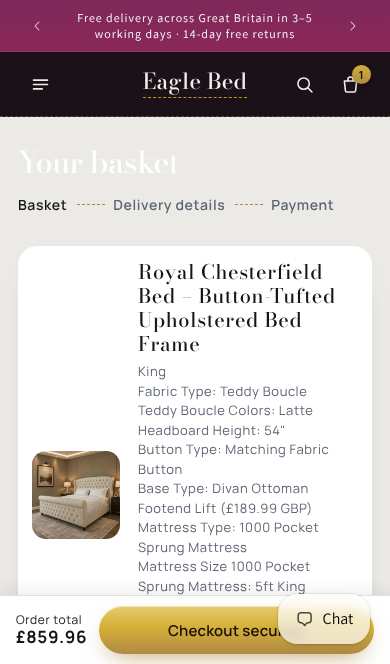 Free delivery across Great Britain in 3–5
working days · 14-day free returns
Eagle Bed
1
Your basket
Basket
Delivery details
Payment
Royal Chesterfield
Bed – Button-Tufted
Upholstered Bed
Frame
King
Fabric Type: Teddy Boucle
Teddy Boucle Colors: Latte
Headboard Height: 54"
Button Type: Matching Fabric
Button
Base Type: Divan Ottoman
Footend Lift (£189.99 GBP)
Mattress Type: 1000 Pocket
Sprung Mattress
Mattress Size 1000 Pocket
Sprung Mattress: 5ft King
Order total
£859.96
Checkout
Chat